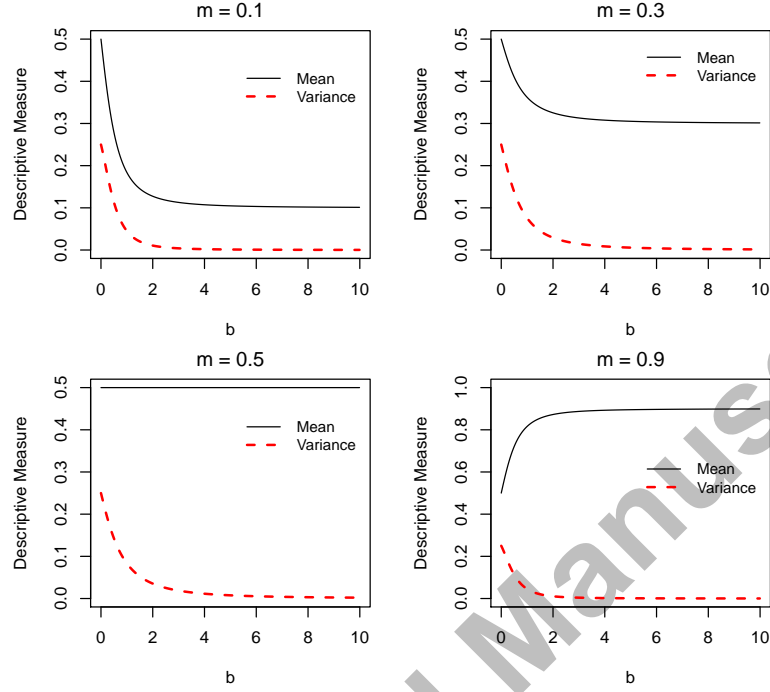 m = 0.1
Descriptive Measure
0.5
0.4
0.3
0.2
0.1
0.0
Mean
Variance
0 2 4 6 8 10
b
m = 0.3
Descriptive Measure
0.5
0.4
0.3
0.2
0.1
0.0
Mean
Variance
0 2 4 6 8 10
b
m = 0.5
Descriptive Measure
0.5
0.4
0.3
0.2
0.1
0.0
Mean
Variance
0 2 4 6 8 10
b
m = 0.9
Descriptive Measure
1.0
0.8
0.6
0.4
0.2
0.0
Mean
Variance
0 2 4 6 8 10
b